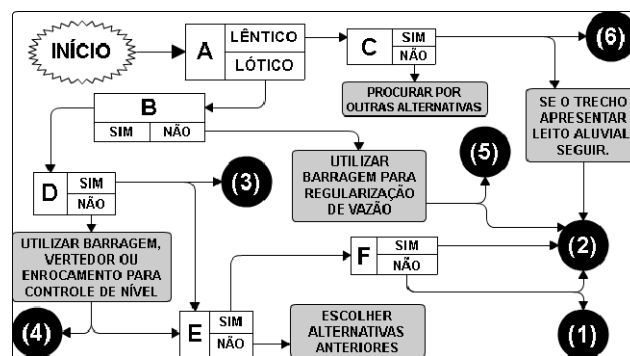 INÍCIO
A
LÊNTICO
LÓTICO
C
SIM
NÃO
(6)
PROCURAR POR
OUTRAS ALTERNATIVAS
SE O TRECHO
APRESENTAR
LEITO ALUVIAL
SEGUIR.
B
SIM
NÃO
D
SIM
NÃO
(3)
UTILIZAR
BARRAGEM PARA
REGULARIZAÇÃO
DE VAZÃO
(5)
(2)
UTILIZAR BARRAGEM,
VERTEDOR OU
ENROCAMENTO PARA
CONTROLE DE NÍVEL
F
SIM
NÃO
(4)
E
SIM
NÃO
ESCOLHER
ALTERNATIVAS
ANTERIORES
(1)